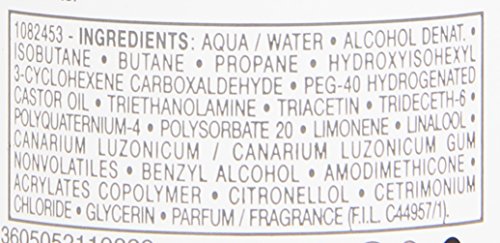 1082453 - INGREDIENTS: AQUA / WATER • ALCOHOL DENAT. •
ISOBUTANE • BUTANE • PROPANE • HYDROXYISOHEXYL
3-CYCLOHEXENE CARBOXALDEHYDE • PEG-40 HYDROGENATED
CASTOR OIL • TRIETHANOLAMINE • TRIACETIN • TRIDECETH-6 •
POLYQUATERNIUM-4 • POLYSORBATE 20 • LIMONENE • LINALOOL •
CANARIUM LUZONICUM / CANARIUM LUZONICUM GUM
NONVOLATILES • BENZYL ALCOHOL • AMODIMETHICONE •
ACRYLATES COPOLYMER • CITRONELLOL • CETRIMONIUM
CHLORIDE • GLYCERIN • PARFUM / FRAGRANCE (F.I.L. C44957/1).